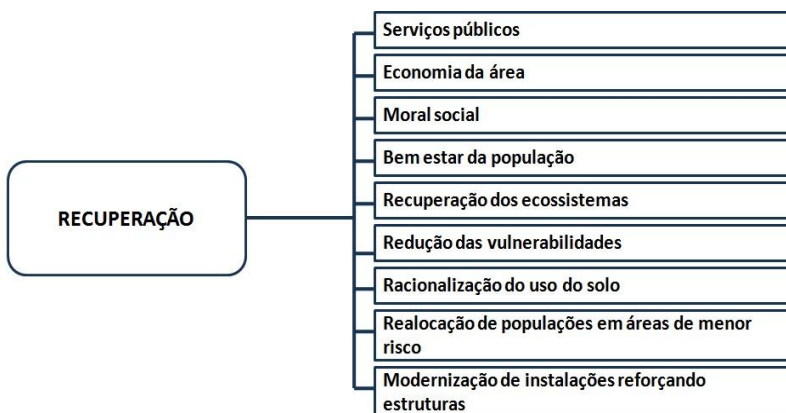 Serviços públicos
Economia da área
Moral social
Bem estar da população
RECUPERAÇÃO
Recuperação dos ecossistemas
Redução das vulnerabilidades
Racionalização do uso do solo
Realocação de populações em áreas de menor
risco
Modernização de instalações reforçando
estruturas